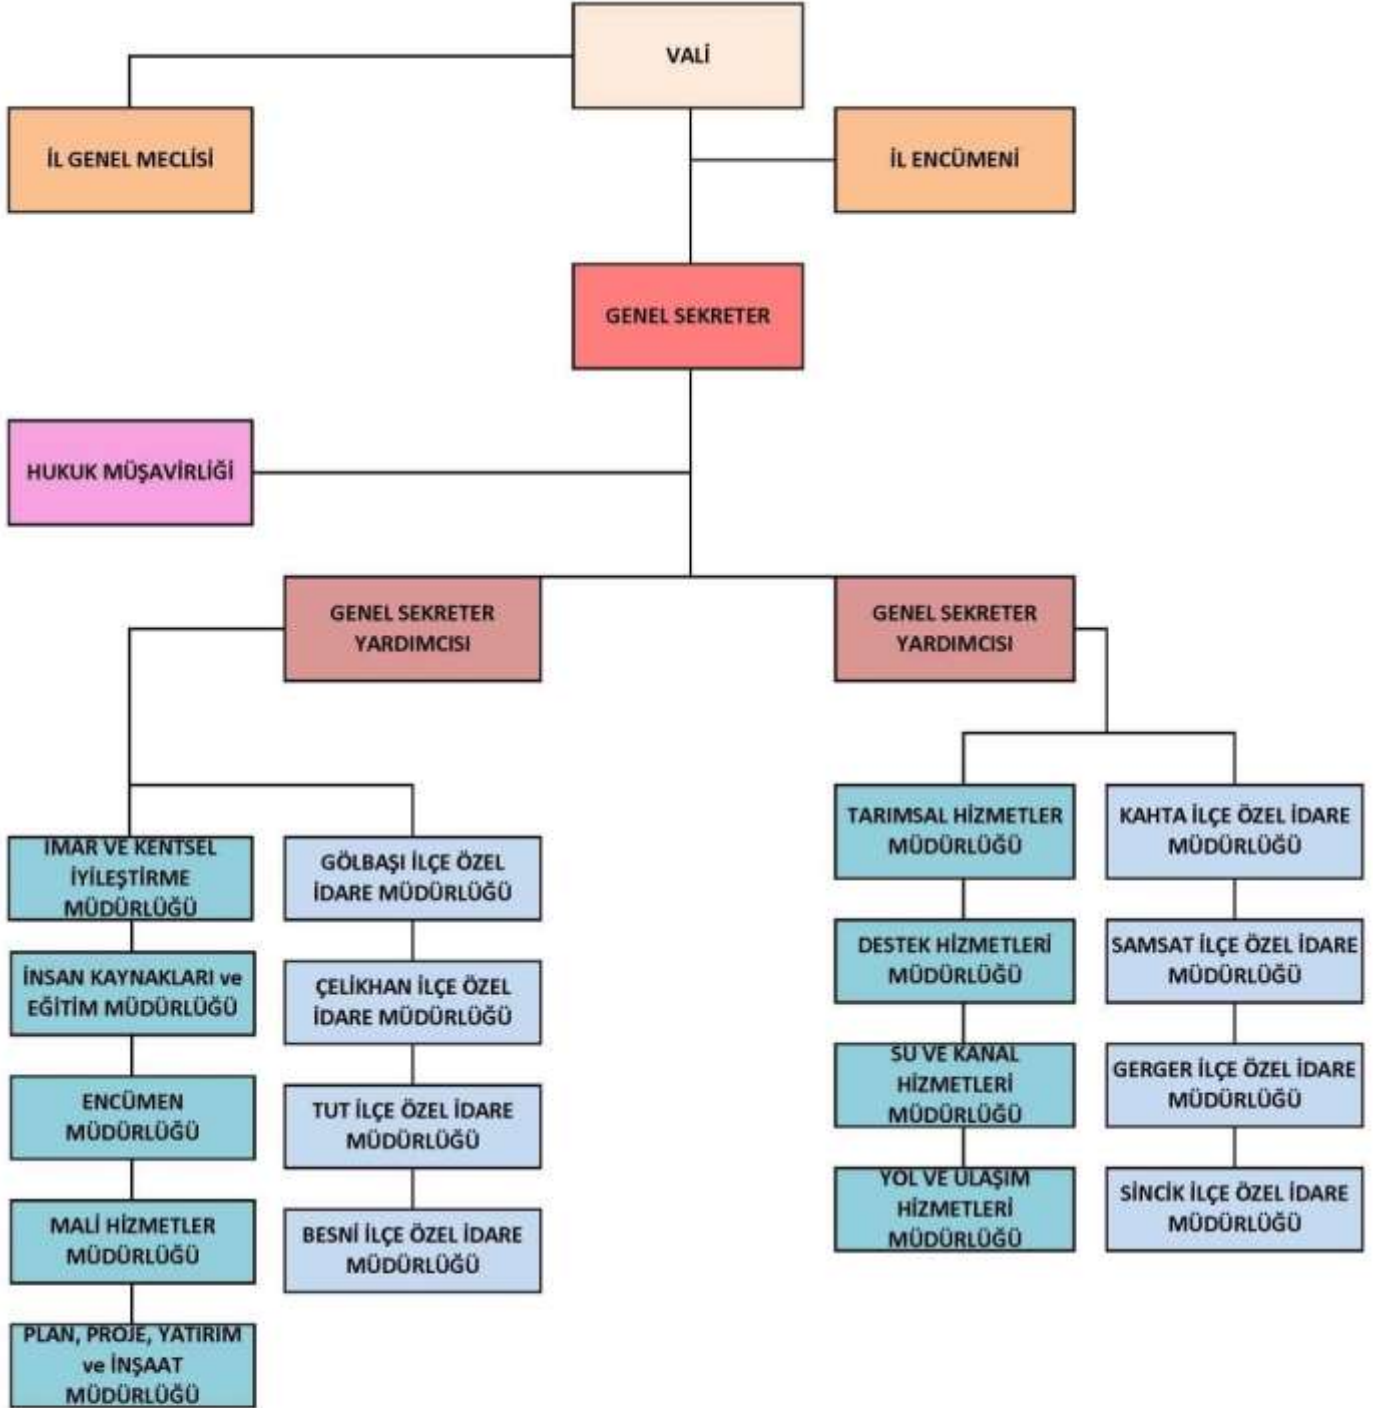 VALİ
İL GENEL MECLİSİ
İL ENCÜMENİ
GENEL SEKRETER
HUKUK MÜŞAVİRLİĞİ
GENEL SEKRETER
YARDIMCISI
GENEL SEKRETER
YARDIMCISI
İMAR VE KENTSEL
İYİLEŞTİRME
MÜDÜRLÜĞÜ
İNSAN KAYNAKLARI ve
EĞİTİM MÜDÜRLÜĞÜ
ENCÜMEN
MÜDÜRLÜĞÜ
MALİ HİZMETLER
MÜDÜRLÜĞÜ
PLAN, PROJE, YATIRIM
ve İNŞAAT
MÜDÜRLÜĞÜ
GÖLBAŞI İLÇE ÖZEL
İDARE MÜDÜRLÜĞÜ
ÇELİKHAN İLÇE ÖZEL
İDARE MÜDÜRLÜĞÜ
TUT İLÇE ÖZEL İDARE
MÜDÜRLÜĞÜ
BESNİ İLÇE ÖZEL İDARE
MÜDÜRLÜĞÜ
TARIMSAL HİZMETLER
MÜDÜRLÜĞÜ
DESTEK HİZMETLERİ
MÜDÜRLÜĞÜ
SU VE KANAL
HİZMETLERİ
MÜDÜRLÜĞÜ
YOL VE ULAŞIM
HİZMETLERİ
MÜDÜRLÜĞÜ
KAHTA İLÇE ÖZEL İDARE
MÜDÜRLÜĞÜ
SAMSAT İLÇE ÖZEL İDARE
MÜDÜRLÜĞÜ
GERGER İLÇE ÖZEL İDARE
MÜDÜRLÜĞÜ
SİNCİK İLÇE ÖZEL İDARE
MÜDÜRLÜĞÜ